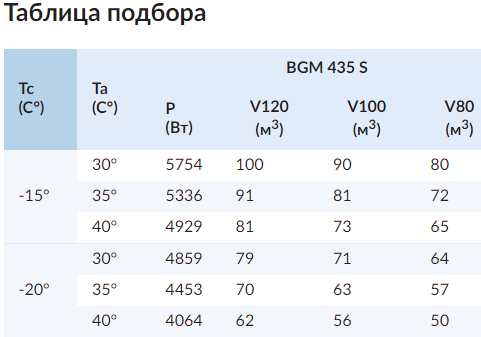 Таблица подбора
BGM 435 S
Tc (C°) Ta (C°) P (Вт) V120 (м³) V100 (м³) V80 (м³)
-15° 30° 5754 100 90 80
35° 5336 91 81 72
40° 4929 81 73 65
-20° 30° 4859 79 71 64
35° 4453 70 63 57
40° 4064 62 56 50